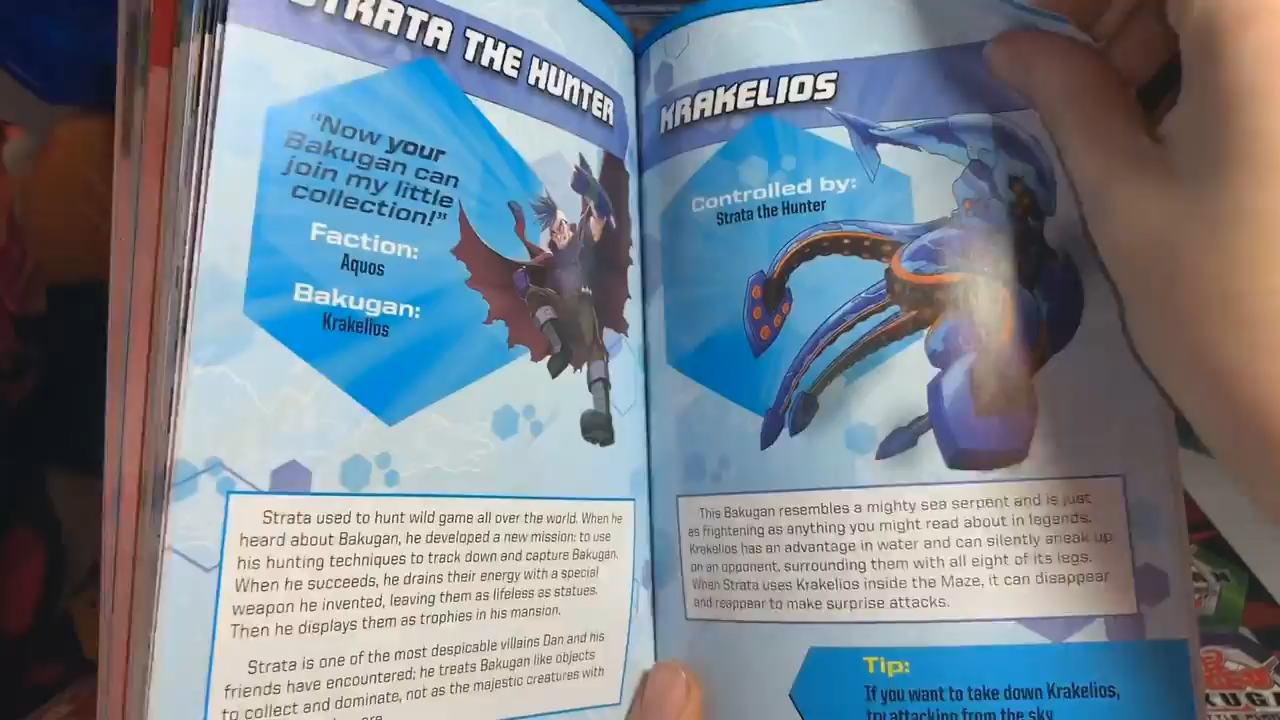 STRATA THE HUNTER
"Now your
Bakugan can
join my little
collection!"
Faction:
Aquos
Bakugan:
Krakelios
Strata used to hunt wild game all over the world. When he
heard about Bakugan, he developed a new mission: to use
his hunting techniques to track down and capture Bakugan.
When he succeeds, he drains their energy with a special
weapon he invented, leaving them as lifeless as statues.
Then he displays them as trophies in his mansion.
Strata is one of the most despicable villains Dan and his
friends have encountered; he treats Bakugan like objects
to collect and dominate, not as the majestic creatures with
KRAKELIOS
Controlled by:
Strata the Hunter
This Bakugan resembles a mighty sea serpent and is just
as frightening as anything you might read about in legends.
Krakelios has an advantage in water and can silently sneak up
on an opponent, surrounding them with all eight of its legs.
When Strata uses Krakelios inside the Maze, it can disappear
and reappear to make surprise attacks.
Tip:
If you want to take down Krakelios,
try attacking from the sky